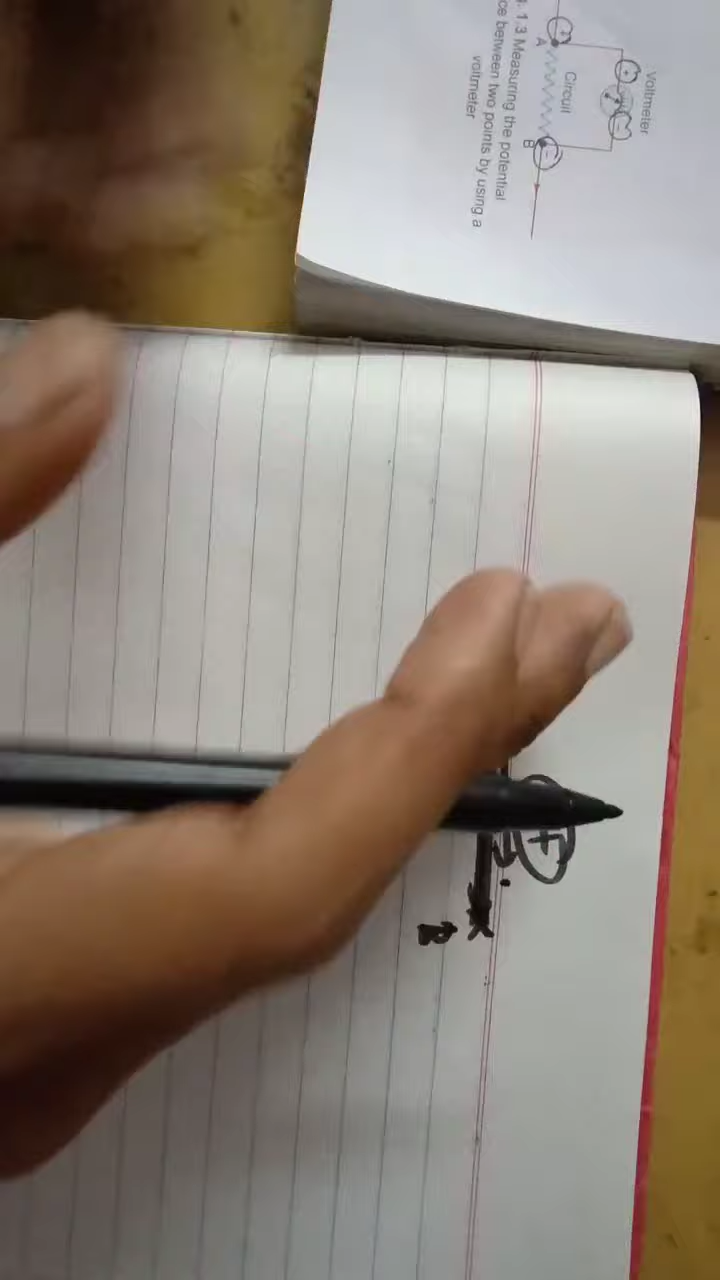 Voltmeter
+
-
Circuit
+
A
B
-
1.3 Measuring the potential
ce between two points by using a
voltmeter
+